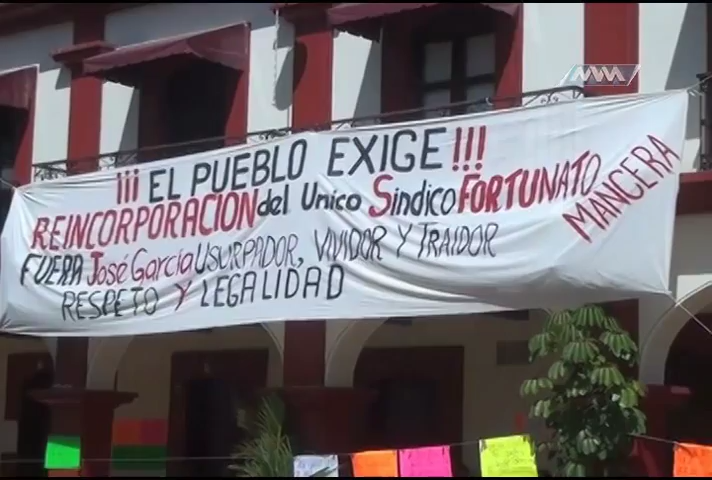 ¡¡¡ EL PUEBLO EXIGE !!!
REINCORPORACION del Unico Sindico FORTUNATO MANCERA
FUERA José García USURPADOR, VIVIDOR Y TRAIDOR
RESPETO Y LEGALIDAD